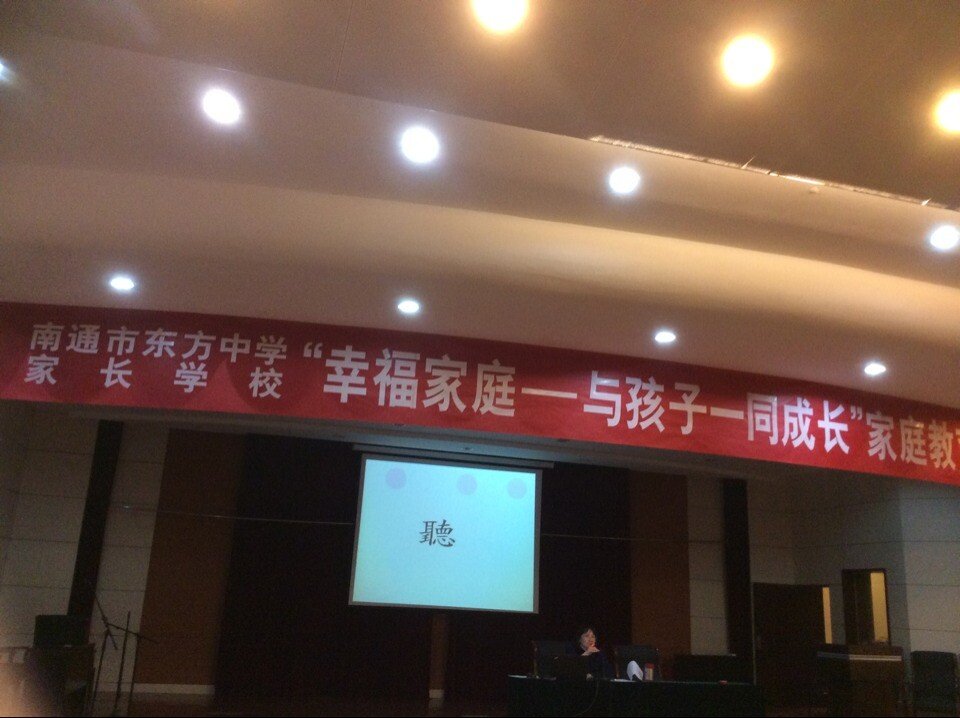 南通市东方中学
家长学校
“幸福家庭—与孩子一同成长”家庭教
聽